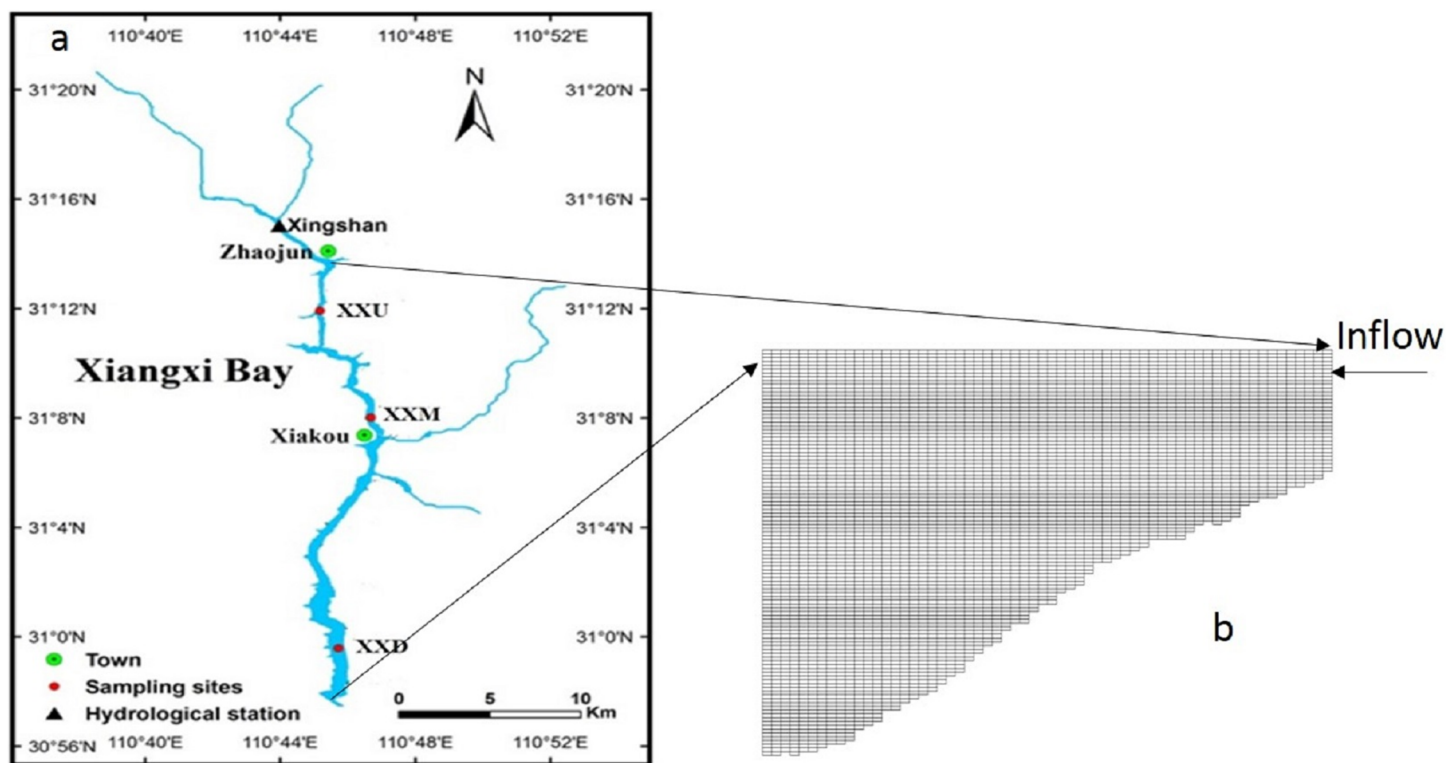 a
110°40'E 110°44'E 110°48'E 110°52'E
N
31°20'N 31°20'N
31°16'N 31°16'N
Xingshan
Zhaojun
31°12'N 31°12'N
XXU
Inflow
Xiangxi Bay
31°8'N 31°8'N
XXM
Xiakou
31°4'N 31°4'N
b
31°0'N 31°0'N
XXD
Town
Sampling sites
0 5 10
Km
Hydrological station
30°56'N 30°56'N
110°40'E 110°44'E 110°48'E 110°52'E